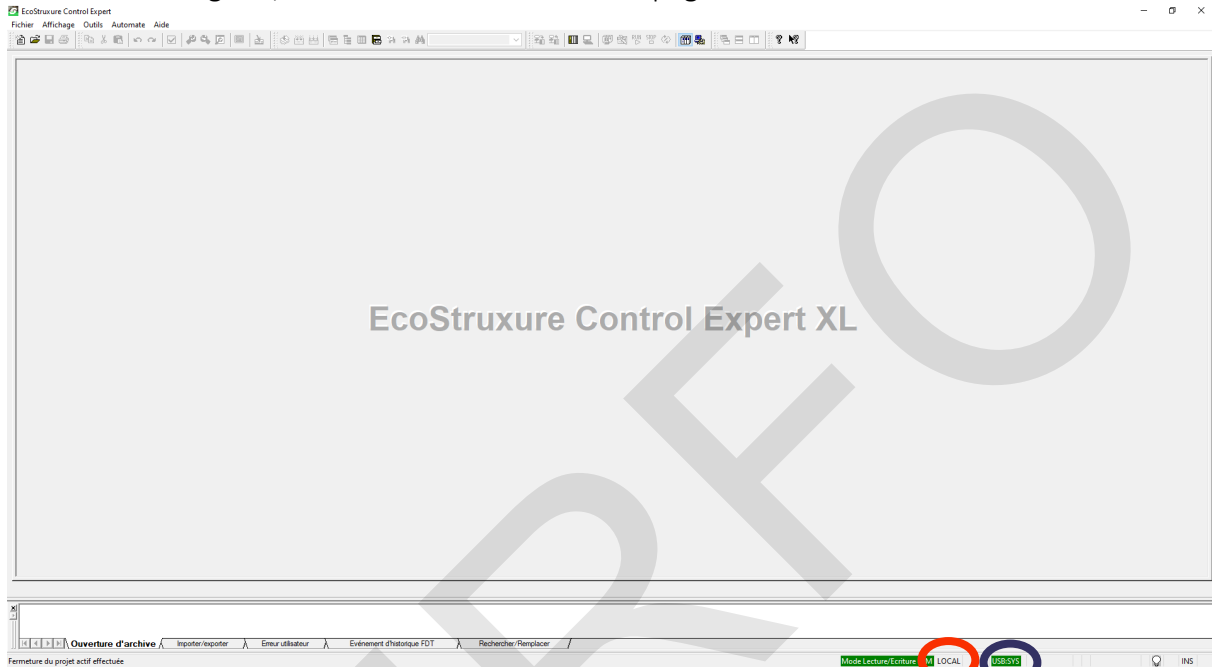 EcoStruxure Control Expert
Fichier Affichage Outils Automate Aide
EcoStruxure Control Expert XL
RFO
Ouverture d'archive Importer/exporter Erreur utilisateur Evénement d'historique FDT Rechercher/Remplacer
Fermeture du projet actif effectuée Mode Lecture/Ecriture M LOCAL USB:SYS INS